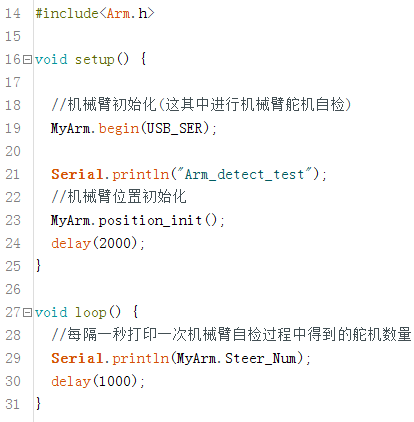 14 #include<Arm.h>
15
16 void setup() {
17
18 //机械臂初始化(这其中进行机械臂舵机自检)
19 MyArm.begin(USB_SER);
20
21 Serial.println("Arm_detect_test");
22 //机械臂位置初始化
23 MyArm.position_init();
24 delay(2000);
25 }
26
27 void loop() {
28 //每隔一秒打印一次机械臂自检过程中得到的舵机数量
29 Serial.println(MyArm.Steer_Num);
30 delay(1000);
31 }